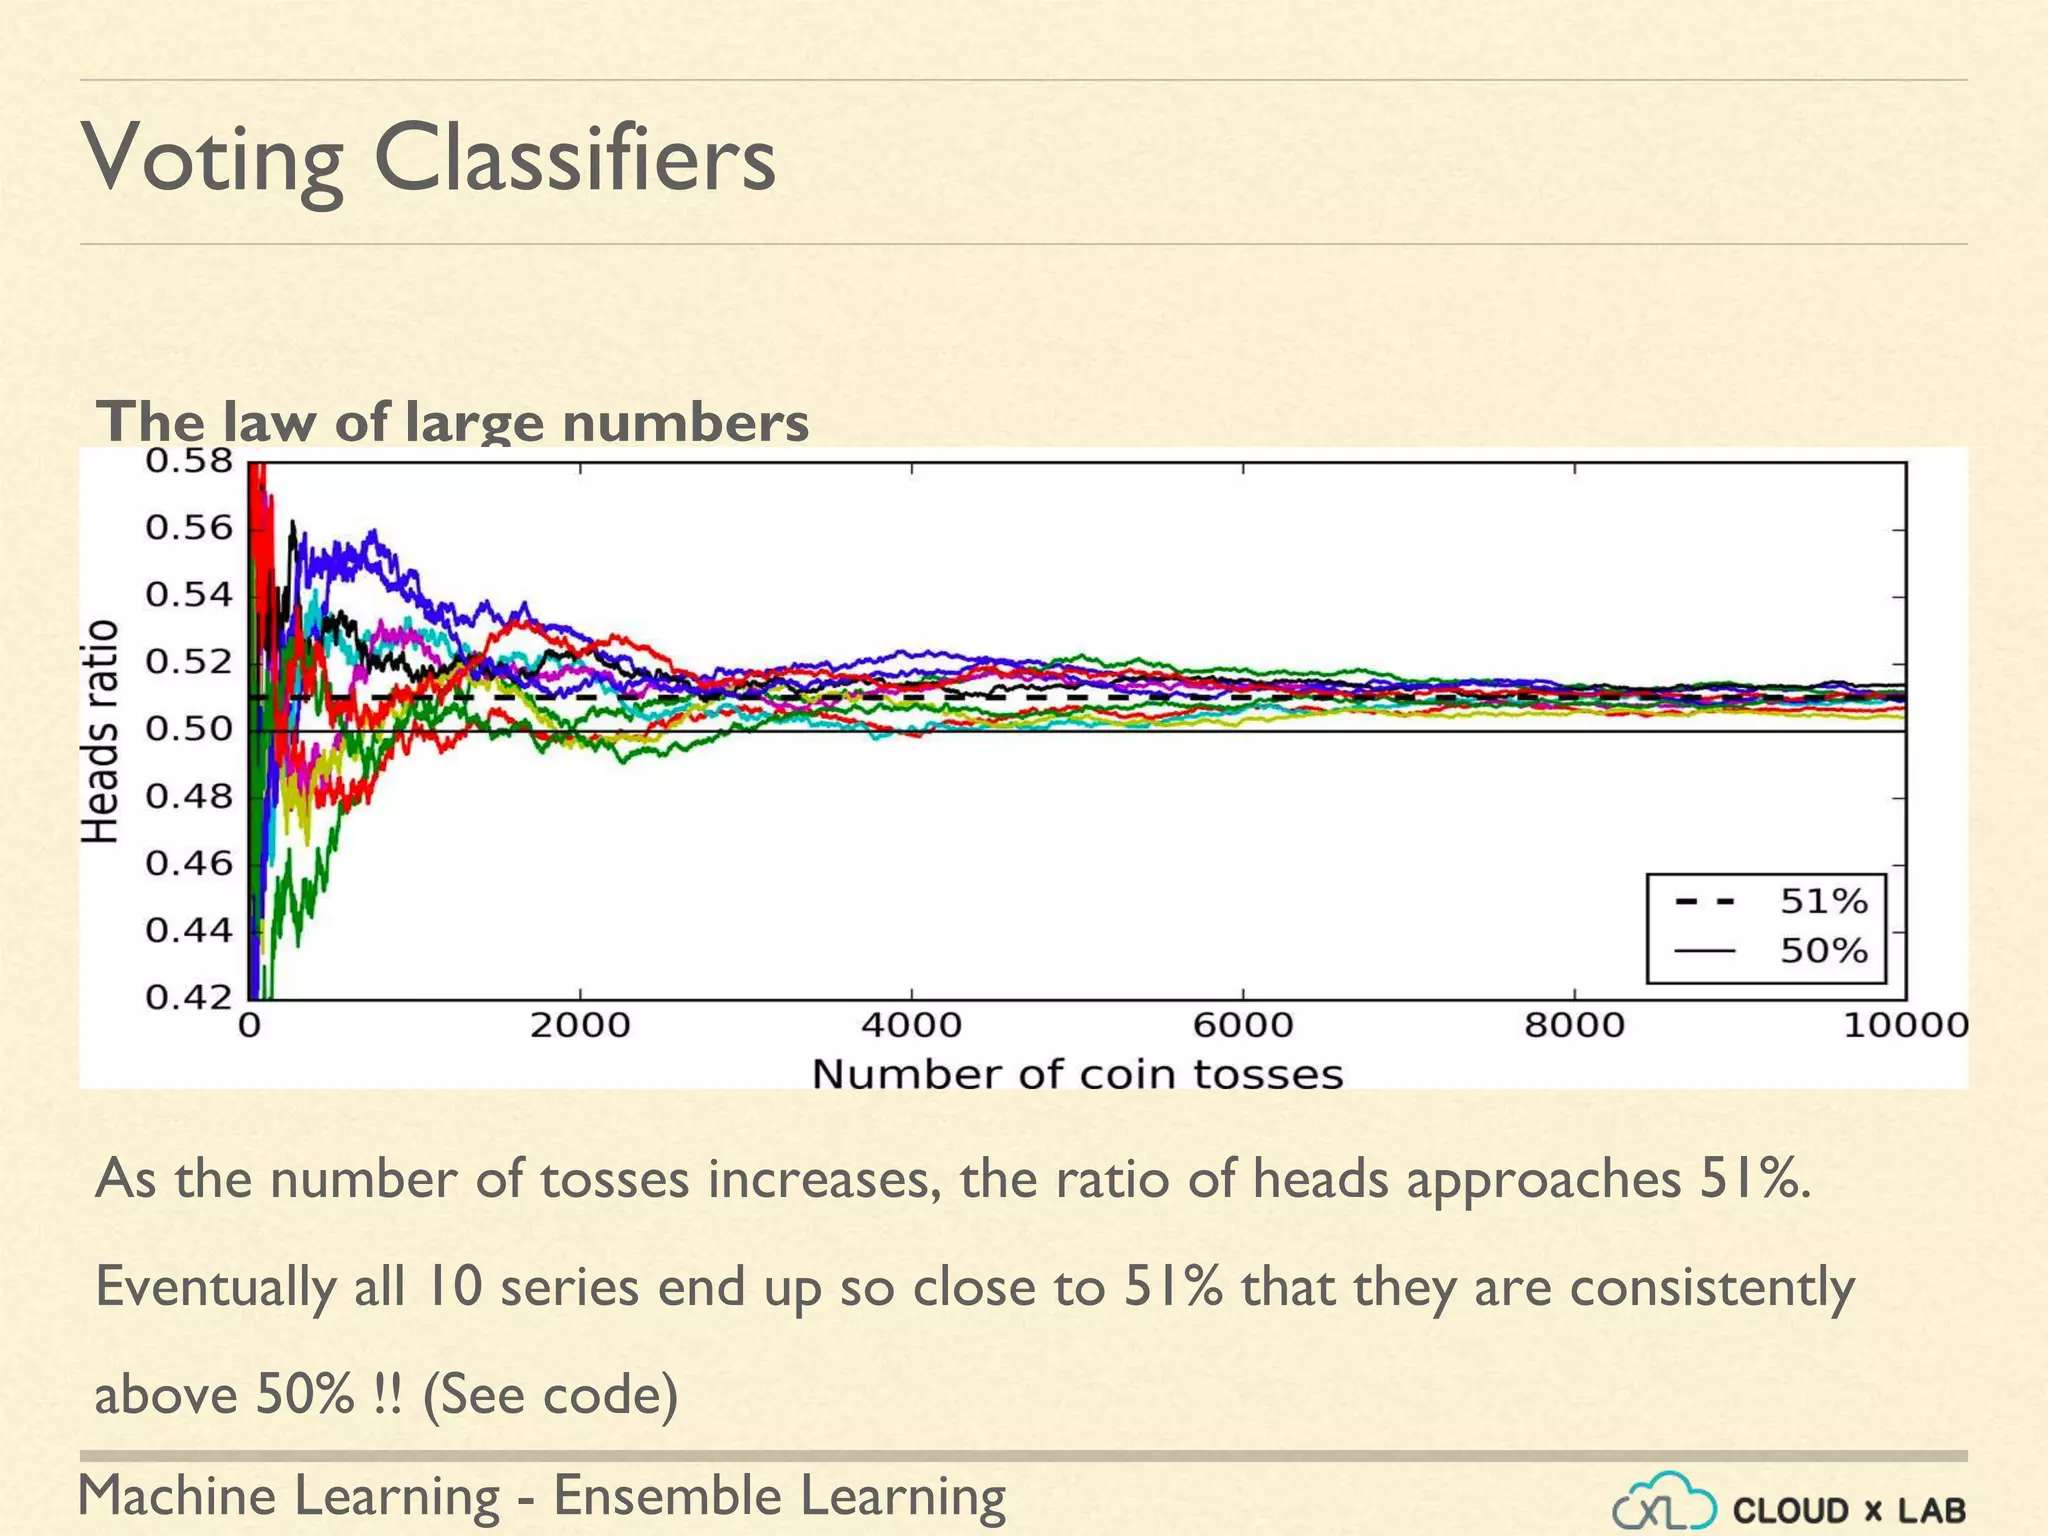 Voting Classifiers
The law of large numbers
0.58
0.56
0.54
0.52
0.50
0.48
0.46
0.44
0.42
Heads ratio
51%
50%
0 2000 4000 6000 8000 10000
Number of coin tosses
As the number of tosses increases, the ratio of heads approaches 51%.
Eventually all 10 series end up so close to 51% that they are consistently
above 50% !! (See code)
Machine Learning - Ensemble Learning
CXL CLOUD x LAB